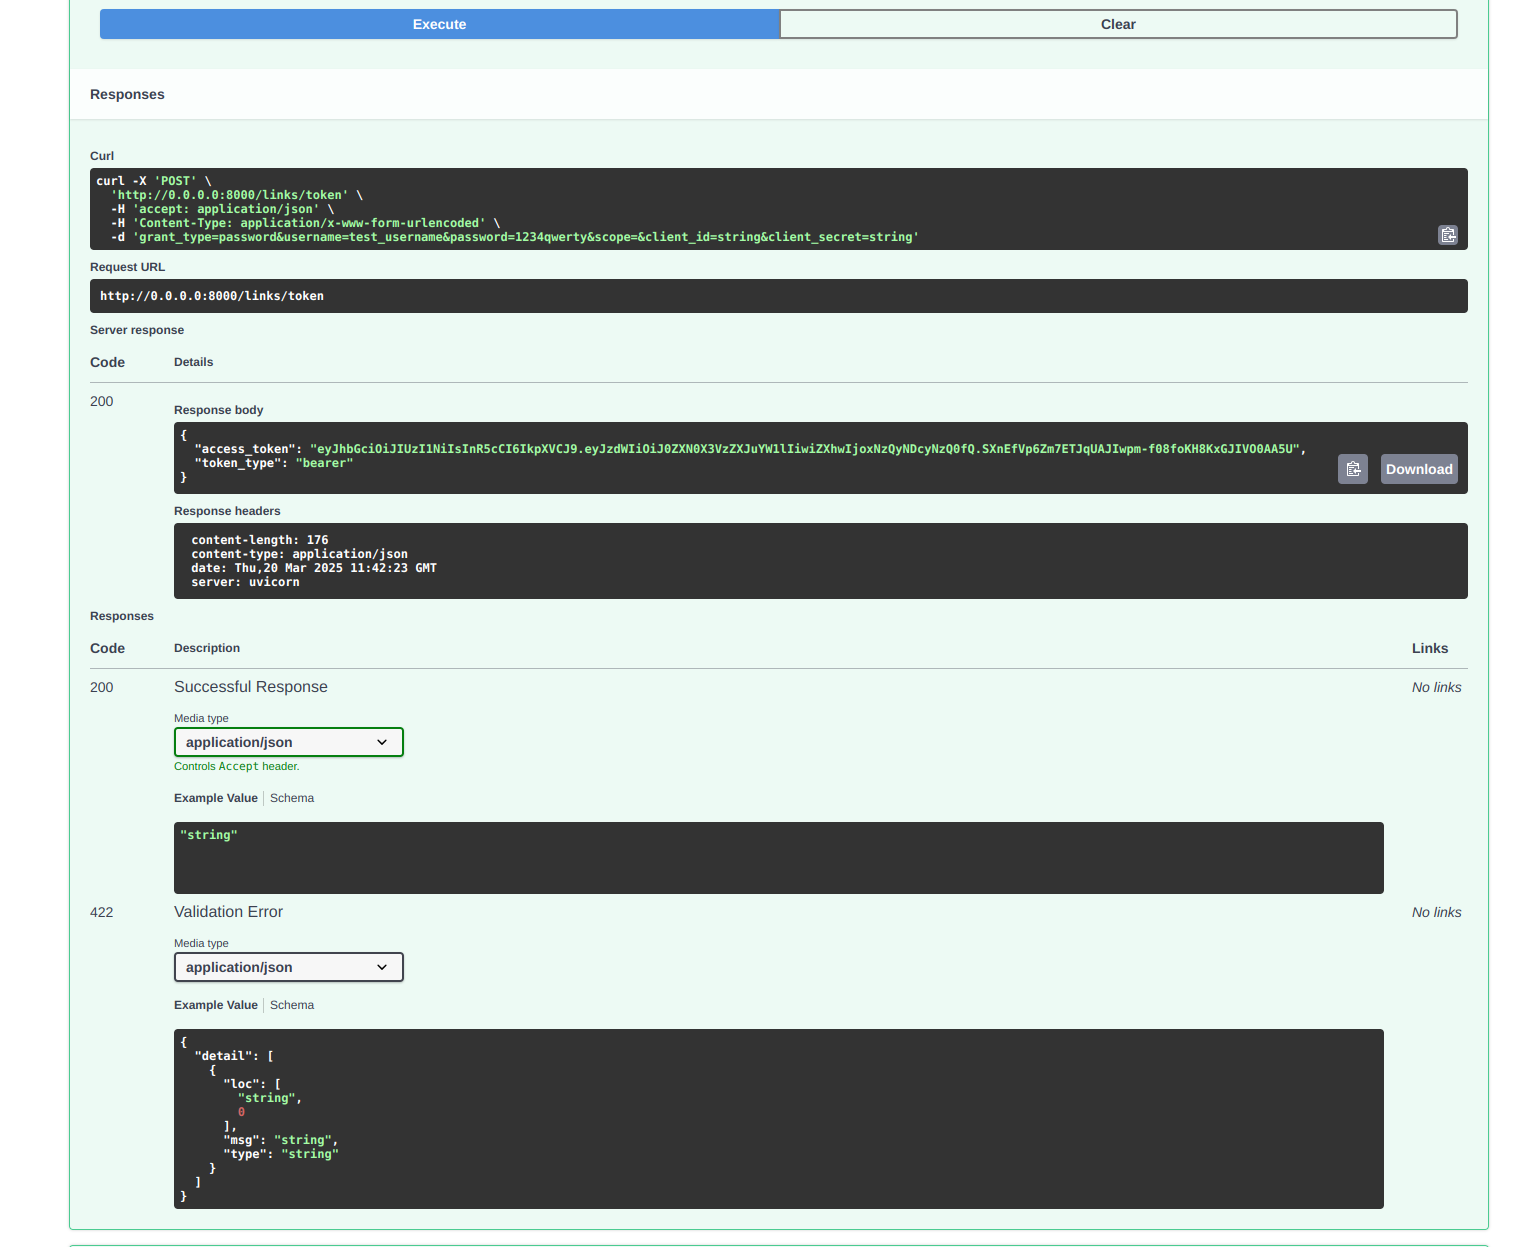 Execute
Clear
Responses
Curl
curl -X 'POST' \
  'http://0.0.0.0:8000/links/token' \
  -H 'accept: application/json' \
  -H 'Content-Type: application/x-www-form-urlencoded' \
  -d 'grant_type=password&username=test_username&password=1234qwerty&scope=&client_id=string&client_secret=string'
Request URL
http://0.0.0.0:8000/links/token
Server response
Code Details
200
Response body
{
  "access_token": "eyJhbGciOiJIUzI1NiIsInR5cCI6IkpXVCJ9.eyJzdWIiOiJ0ZXN0X3VzZXJuYW1lIiwiZXhwIjoxNzQyNDcyNzQ0fQ.SXnEfVp6Zm7ETJqUAJIwpm-f08foKH8KxGJIVO0AA5U",
  "token_type": "bearer"
}
Download
Response headers
content-length: 176
content-type: application/json
date: Thu,20 Mar 2025 11:42:23 GMT
server: uvicorn
Responses
Code Description Links
200 Successful Response No links
Media type
application/json
Controls Accept header.
Example Value Schema
"string"
422 Validation Error No links
Media type
application/json
Example Value Schema
{
  "detail": [
    {
      "loc": [
        "string",
        0
      ],
      "msg": "string",
      "type": "string"
    }
  ]
}